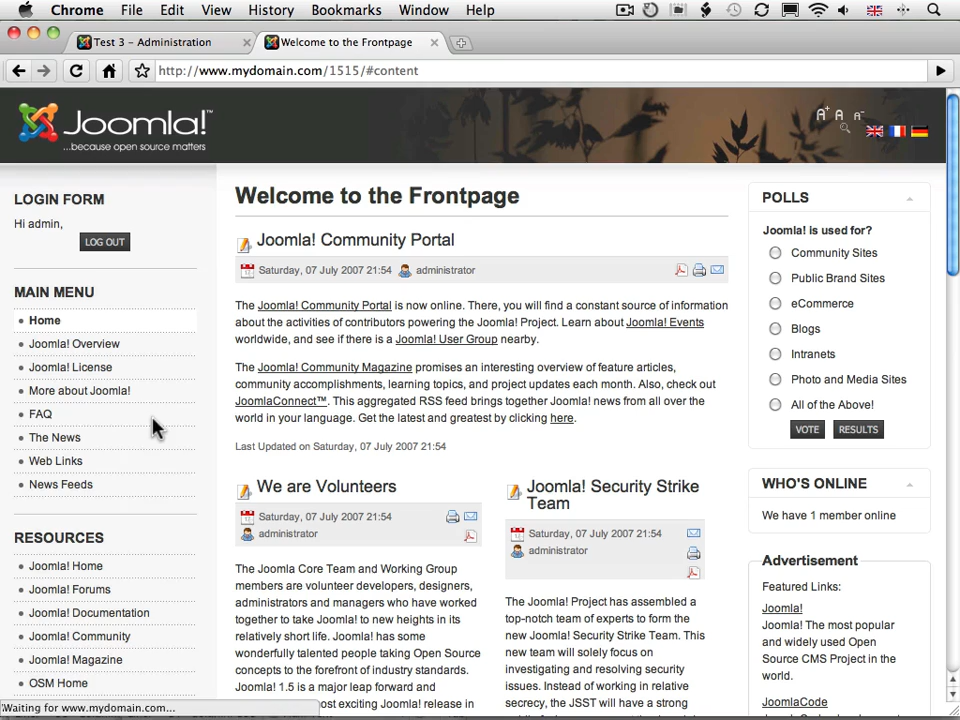 Chrome File Edit View History Bookmarks Window Help
Test 3 – Administration
Welcome to the Frontpage
http://www.mydomain.com/1515/#content
Joomla!™
...because open source matters
A+ A A-
LOGIN FORM
Hi admin,
LOG OUT
MAIN MENU
Home
Joomla! Overview
Joomla! License
More about Joomla!
FAQ
The News
Web Links
News Feeds
RESOURCES
Joomla! Home
Joomla! Forums
Joomla! Documentation
Joomla! Community
Joomla! Magazine
OSM Home
Waiting for www.mydomain.com...
Welcome to the Frontpage
Joomla! Community Portal
Saturday, 07 July 2007 21:54 administrator
The Joomla! Community Portal is now online. There, you will find a constant source of information
about the activities of contributors powering the Joomla! Project. Learn about Joomla! Events
worldwide, and see if there is a Joomla! User Group nearby.
The Joomla! Community Magazine promises an interesting overview of feature articles,
community accomplishments, learning topics, and project updates each month. Also, check out
JoomlaConnect™. This aggregated RSS feed brings together Joomla! news from all over the
world in your language. Get the latest and greatest by clicking here.
Last Updated on Saturday, 07 July 2007 21:54
We are Volunteers
Saturday, 07 July 2007 21:54
administrator
The Joomla Core Team and Working Group
members are volunteer developers, designers,
administrators and managers who have worked
together to take Joomla! to new heights in its
relatively short life. Joomla! has some
wonderfully talented people taking Open Source
concepts to the forefront of industry standards.
Joomla! 1.5 is a major leap forward and
ost exciting Joomla! release in
Joomla! Security Strike
Team
Saturday, 07 July 2007 21:54
administrator
The Joomla! Project has assembled a
top-notch team of experts to form the
new Joomla! Security Strike Team. This
new team will solely focus on
investigating and resolving security
issues. Instead of working in relative
secrecy, the JSST will have a strong
POLLS
Joomla! is used for?
Community Sites
Public Brand Sites
eCommerce
Blogs
Intranets
Photo and Media Sites
All of the Above!
VOTE RESULTS
WHO'S ONLINE
We have 1 member online
Advertisement
Featured Links:
Joomla!
Joomla! The most popular
and widely used Open
Source CMS Project in the
world.
JoomlaCode